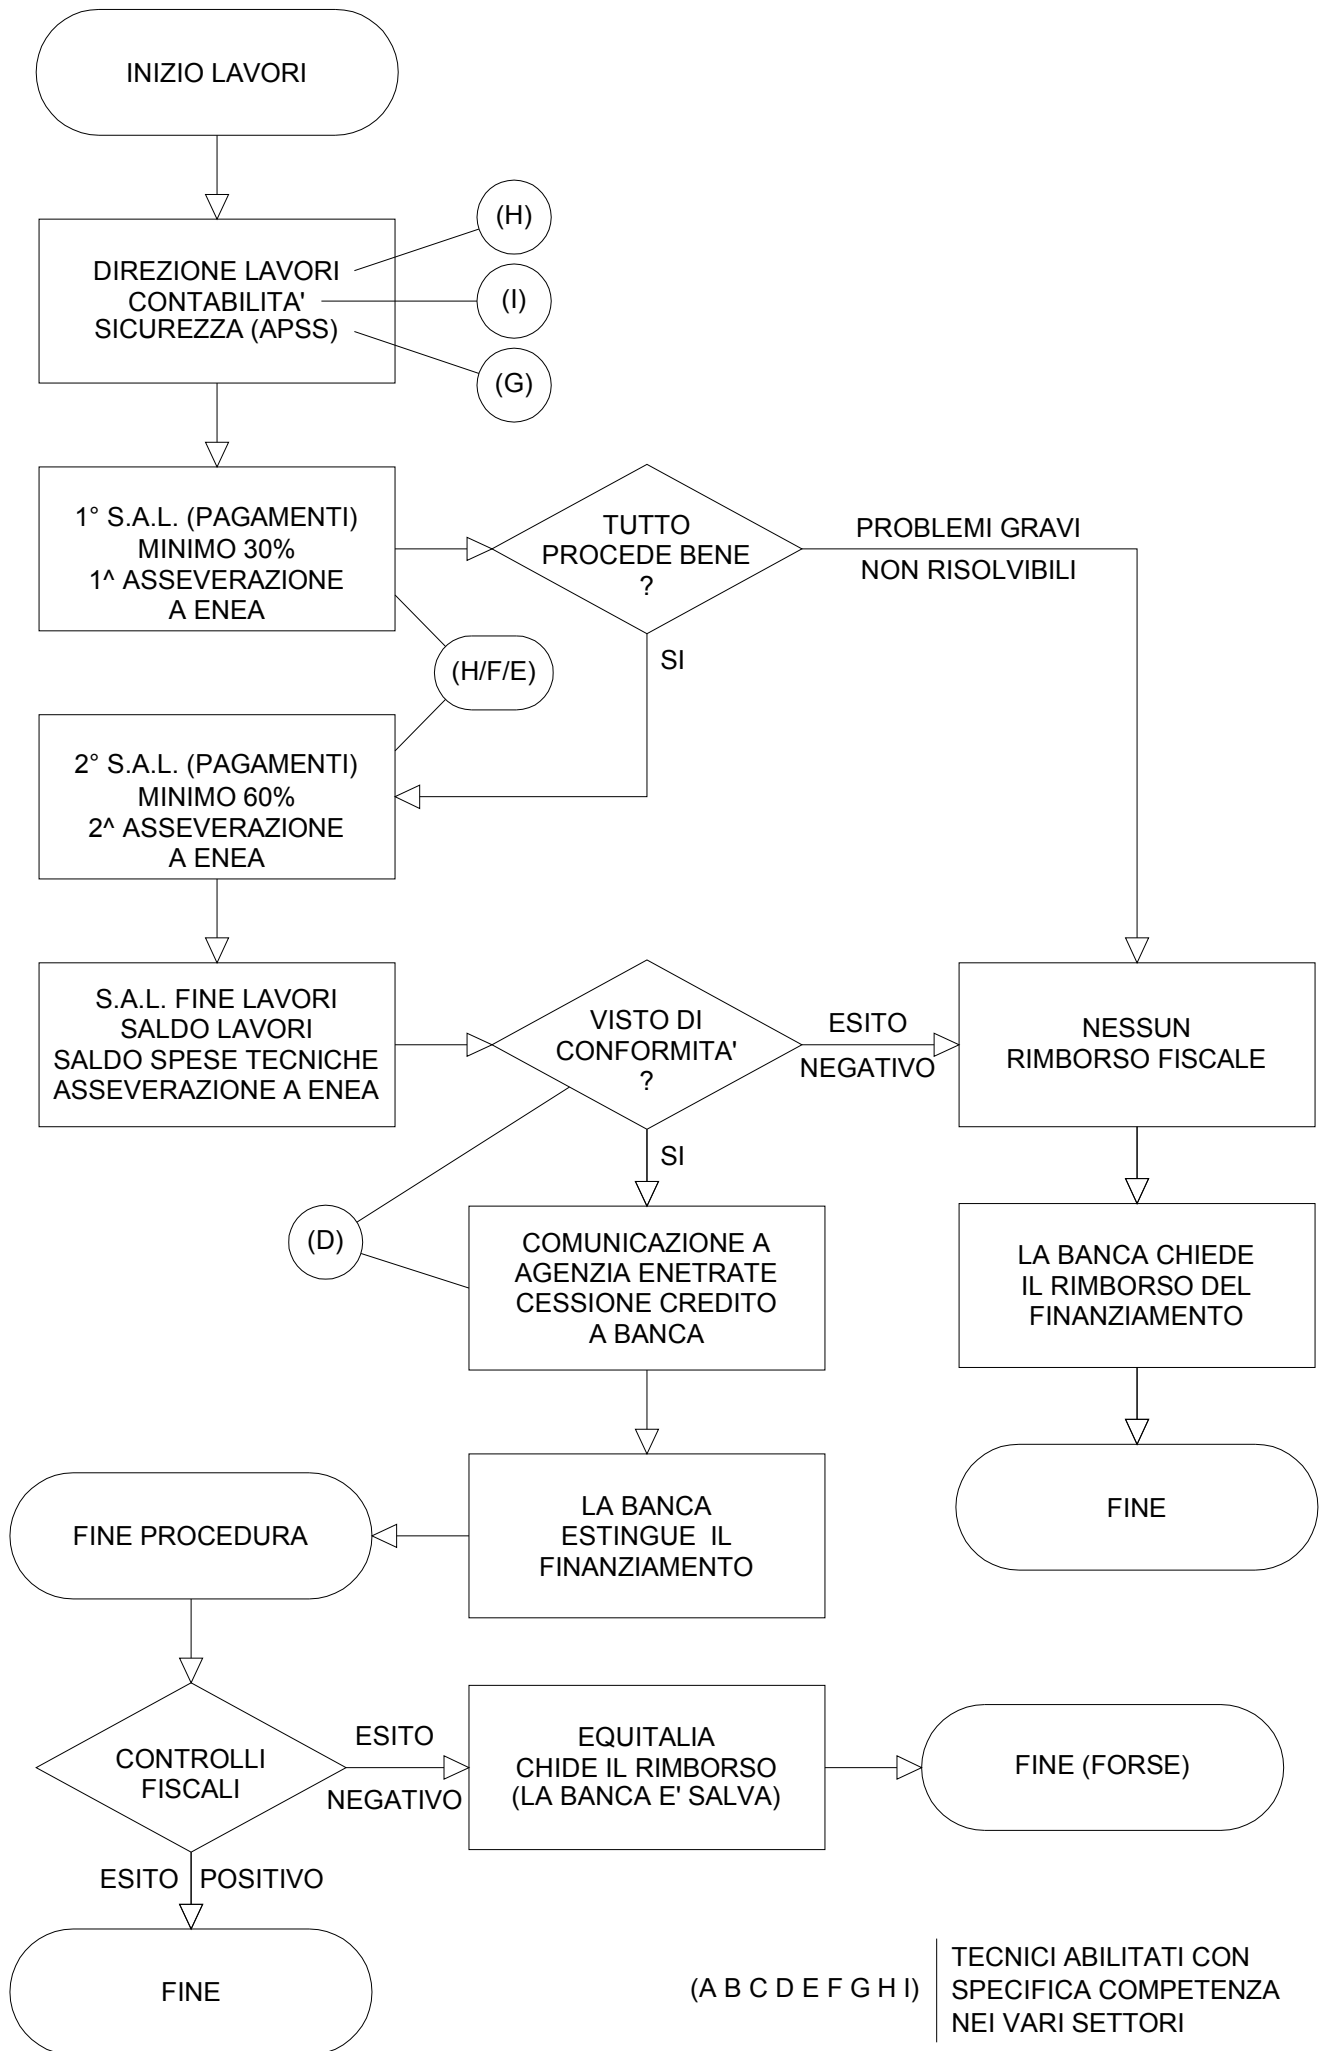 INIZIO LAVORI
DIREZIONE LAVORI
CONTABILITA'
SICUREZZA (APSS)
(H)
(I)
(G)
1° S.A.L. (PAGAMENTI)
MINIMO 30%
1^ ASSEVERAZIONE
A ENEA
TUTTO
PROCEDE BENE
?
PROBLEMI GRAVI
NON RISOLVIBILI
SI
(H/F/E)
2° S.A.L. (PAGAMENTI)
MINIMO 60%
2^ ASSEVERAZIONE
A ENEA
S.A.L. FINE LAVORI
SALDO LAVORI
SALDO SPESE TECNICHE
ASSEVERAZIONE A ENEA
VISTO DI
CONFORMITA'
?
ESITO
NEGATIVO
NESSUN
RIMBORSO FISCALE
SI
(D)
COMUNICAZIONE A
AGENZIA ENETRATE
CESSIONE CREDITO
A BANCA
LA BANCA CHIEDE
IL RIMBORSO DEL
FINANZIAMENTO
FINE
LA BANCA
ESTINGUE IL
FINANZIAMENTO
FINE PROCEDURA
CONTROLLI
FISCALI
ESITO
NEGATIVO
EQUITALIA
CHIDE IL RIMBORSO
(LA BANCA E' SALVA)
FINE (FORSE)
ESITO POSITIVO
FINE
(A B C D E F G H I)
TECNICI ABILITATI CON
SPECIFICA COMPETENZA
NEI VARI SETTORI